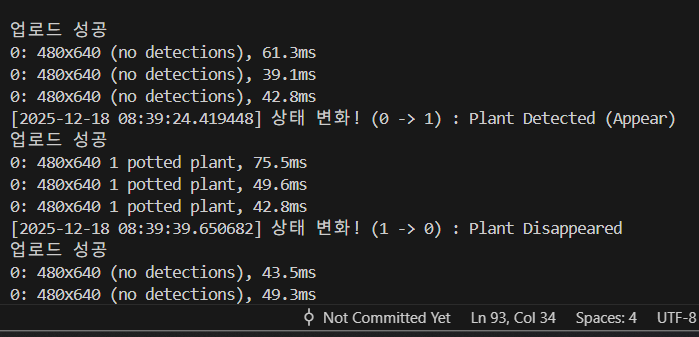 업로드 성공
0: 480x640 (no detections), 61.3ms
0: 480x640 (no detections), 39.1ms
0: 480x640 (no detections), 42.8ms
[2025-12-18 08:39:24.419448] 상태 변화! (0 -> 1) : Plant Detected (Appear)
업로드 성공
0: 480x640 1 potted plant, 75.5ms
0: 480x640 1 potted plant, 49.6ms
0: 480x640 1 potted plant, 42.8ms
[2025-12-18 08:39:39.650682] 상태 변화! (1 -> 0) : Plant Disappeared
업로드 성공
0: 480x640 (no detections), 43.5ms
0: 480x640 (no detections), 49.3ms
Not Committed Yet Ln 93, Col 34 Spaces: 4 UTF-8